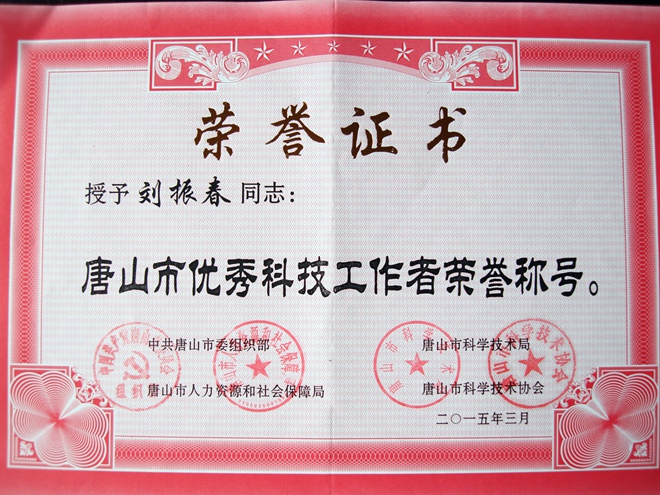 荣誉证书
授予 刘振春 同志：
唐山市优秀科技工作者荣誉称号。
中共唐山市委组织部
唐山市科学技术局
唐山市人力资源和社会保障局
唐山市科学技术协会
二〇一五年三月